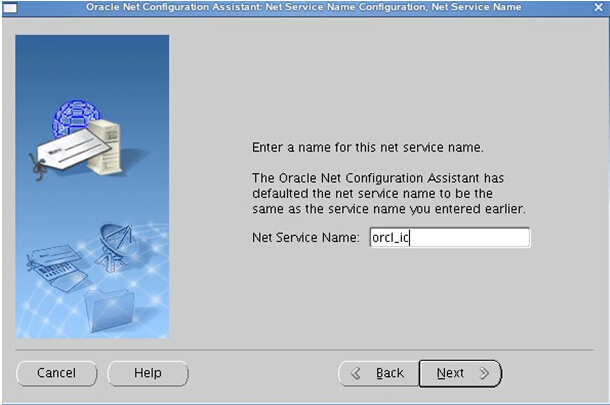 Oracle Net Configuration Assistant: Net Service Name Configuration, Net Service Name
Enter a name for this net service name.
The Oracle Net Configuration Assistant has
defaulted the net service name to be the
same as the service name you entered earlier.
Net Service Name: orcl_ic
Cancel Help Back Next